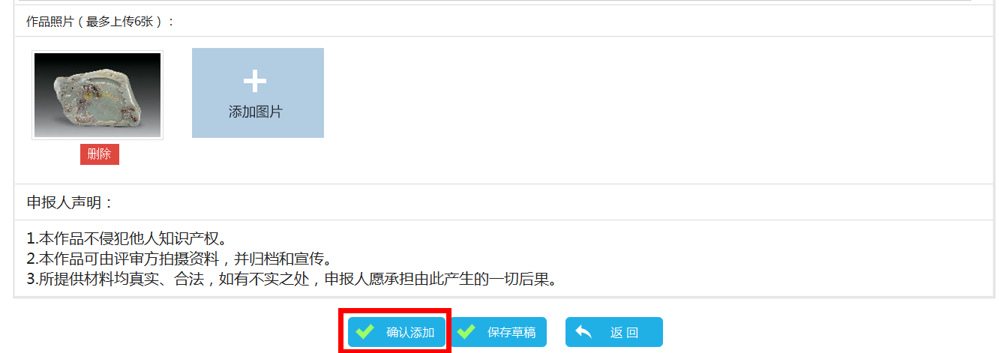 作品照片（最多上传6张）：
添加图片
删除
申报人声明：
1.本作品不侵犯他人知识产权。
2.本作品可由评审方拍摄资料，并归档和宣传。
3.所提供材料均真实、合法，如有不实之处，申报人愿承担由此产生的一切后果。
确认添加 保存草稿 返 回